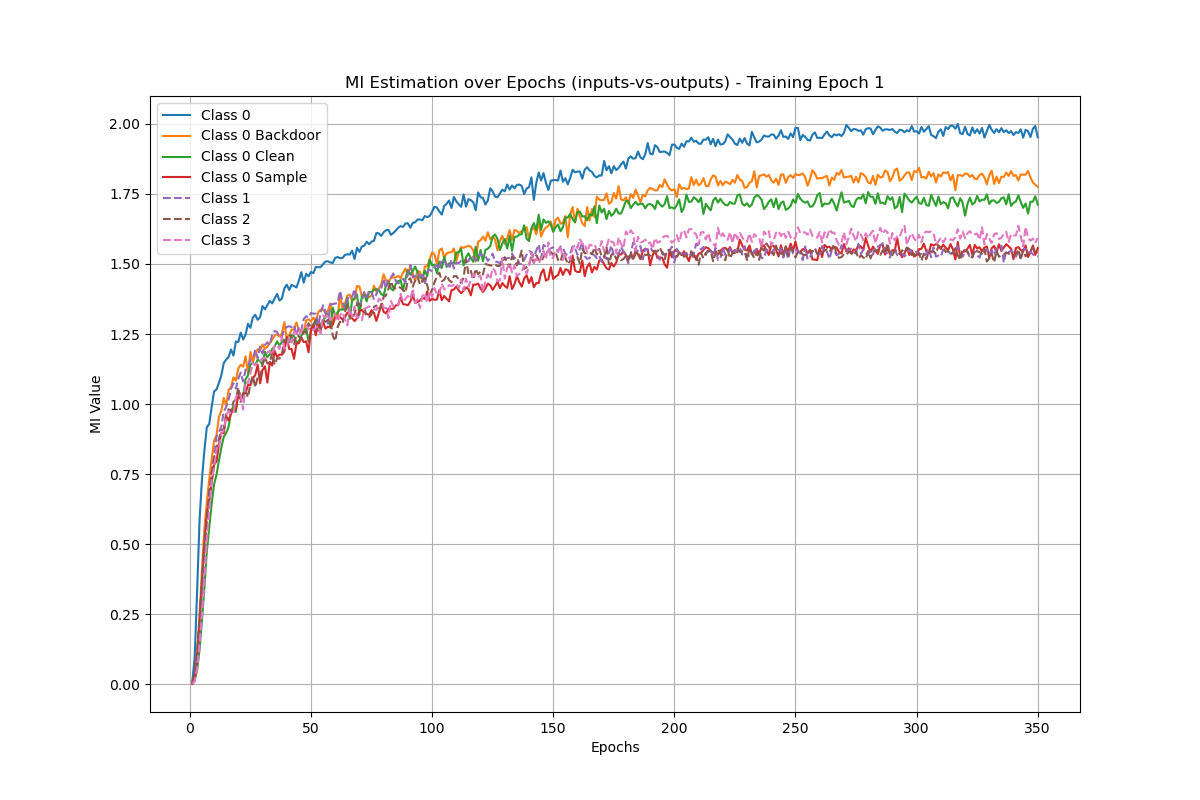 MI Estimation over Epochs (inputs-vs-outputs) - Training Epoch 1
Class 0
Class 0 Backdoor
Class 0 Clean
Class 0 Sample
Class 1
Class 2
Class 3
MI Value
2.00
1.75
1.50
1.25
1.00
0.75
0.50
0.25
0.00
0 50 100 150 200 250 300 350
Epochs